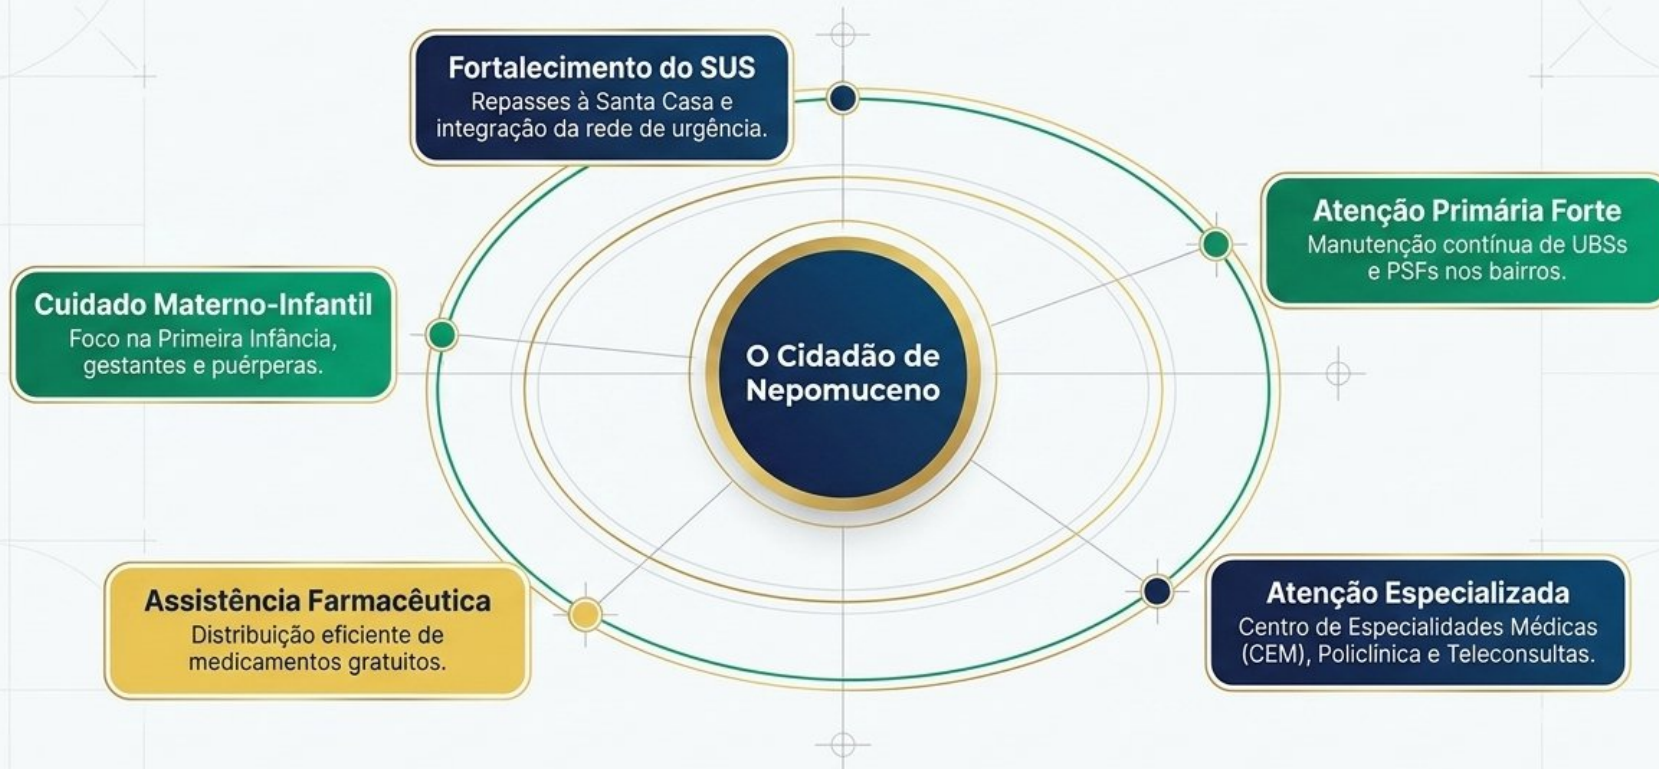 Fortalecimento do SUS
Repasses à Santa Casa e
integração da rede de urgência.
Atenção Primária Forte
Manutenção contínua de UBSs
e PSFs nos bairros.
Cuidado Materno-Infantil
Foco na Primeira Infância,
gestantes e puérperas.
O Cidadão de
Nepomuceno
Assistência Farmacêutica
Distribuição eficiente de
medicamentos gratuitos.
Atenção Especializada
Centro de Especialidades Médicas
(CEM), Policlínica e Teleconsultas.